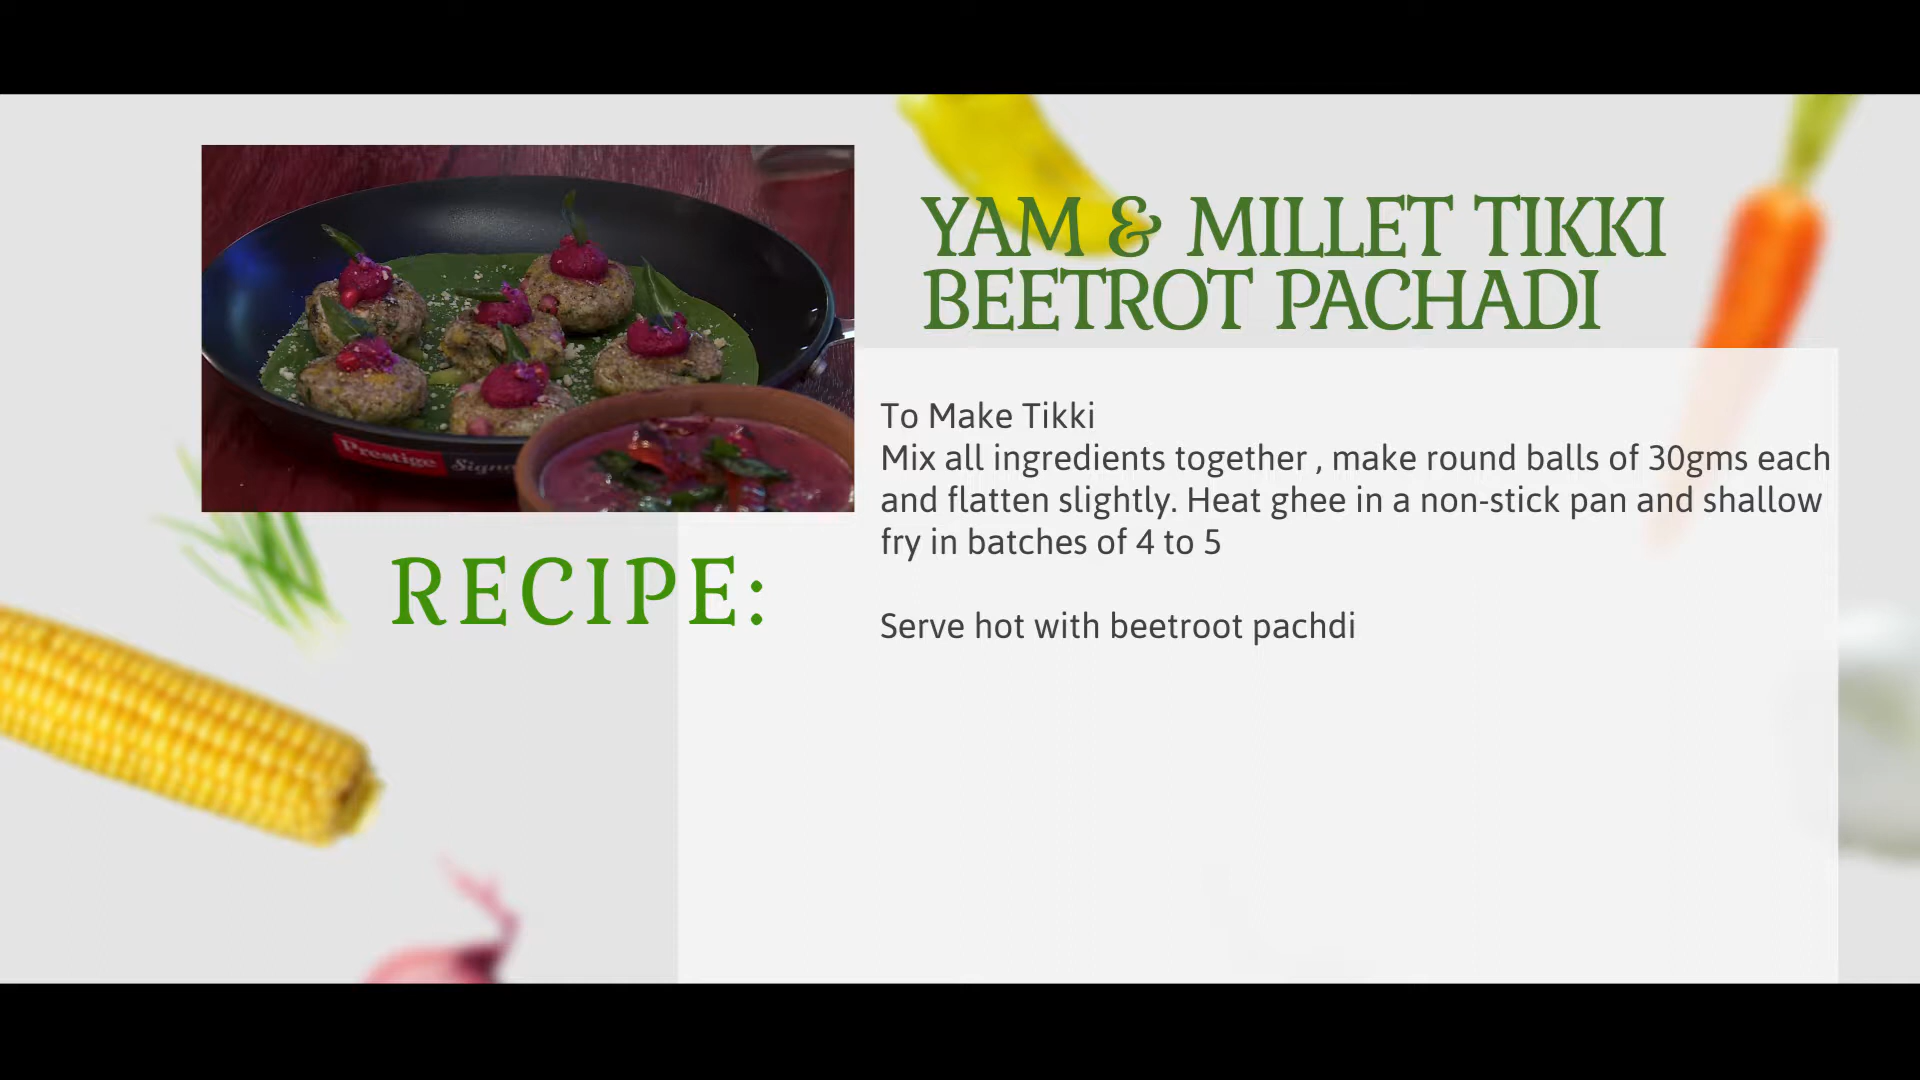 YAM & MILLET TIKKI
BEETROT PACHADI
To Make Tikki
Mix all ingredients together , make round balls of 30gms each
and flatten slightly. Heat ghee in a non-stick pan and shallow
fry in batches of 4 to 5
Serve hot with beetroot pachdi
Prestige
RECIPE: